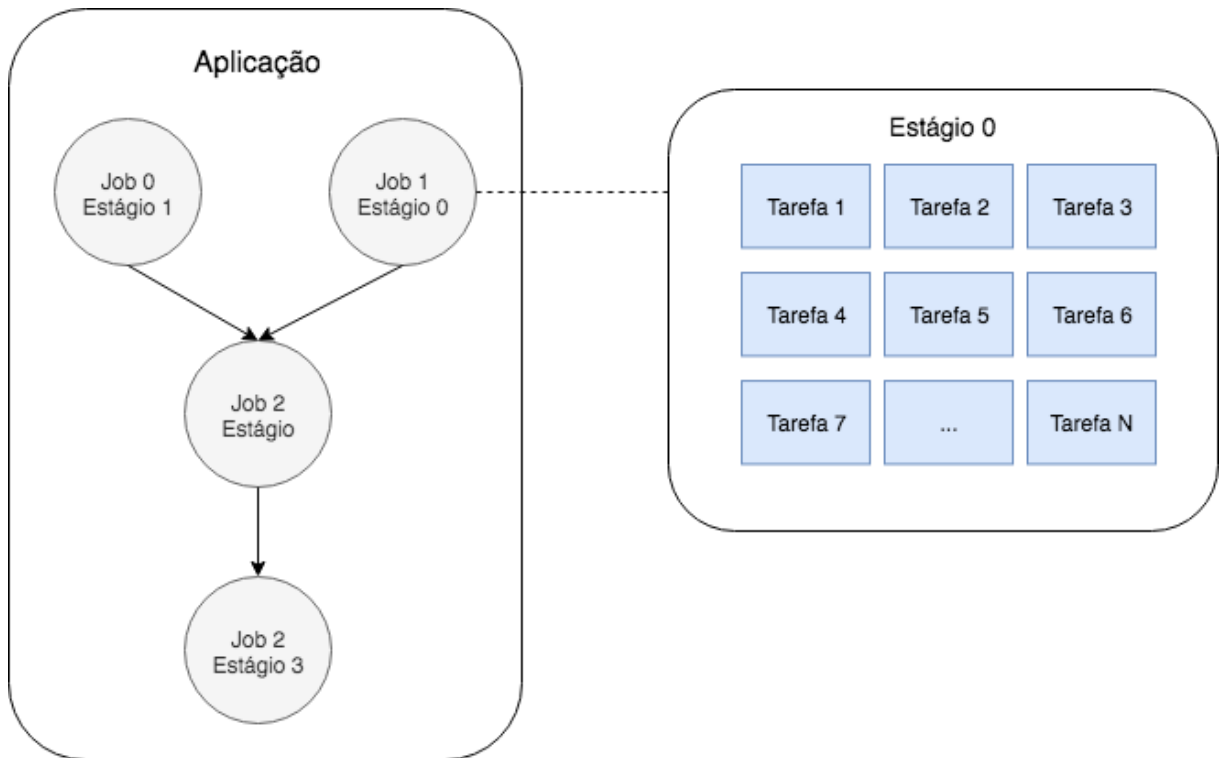 Aplicação
Job 0
Estágio 1
Job 1
Estágio 0
Job 2
Estágio
Job 2
Estágio 3
Estágio 0
Tarefa 1
Tarefa 2
Tarefa 3
Tarefa 4
Tarefa 5
Tarefa 6
Tarefa 7
...
Tarefa N